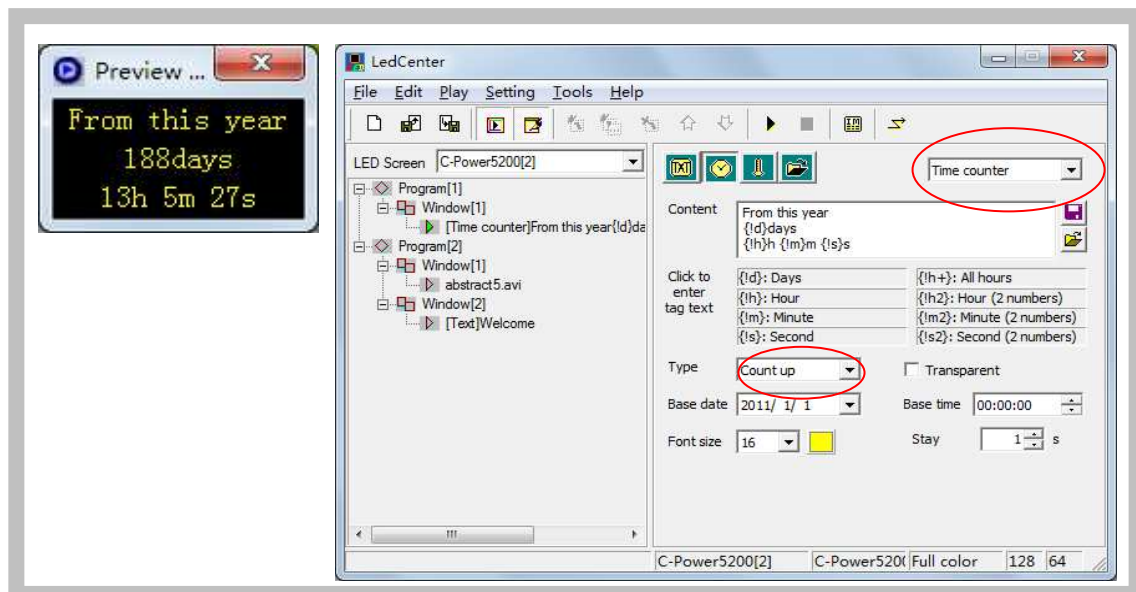 Preview ...
From this year
188days
13h 5m 27s
LedCenter
File Edit Play Setting Tools Help
LED Screen C-Power5200[2]
Program[1]
Window[1]
[Time counter]From this year{!d}da
Program[2]
Window[1]
abstract5.avi
Window[2]
[Text]Welcome
TXT
Time counter
Content
From this year
{!d}days
{!h}h {!m}m {!s}s
Click to enter tag text
{!d}: Days
{!h+}: All hours
{!h}: Hour
{!h2}: Hour (2 numbers)
{!m}: Minute
{!m2}: Minute (2 numbers)
{!s}: Second
{!s2}: Second (2 numbers)
Type Count up
Transparent
Base date 2011/ 1/ 1
Base time 00:00:00
Font size 16
Stay 1 s
C-Power5200[2] C-Power520( Full color 128 64